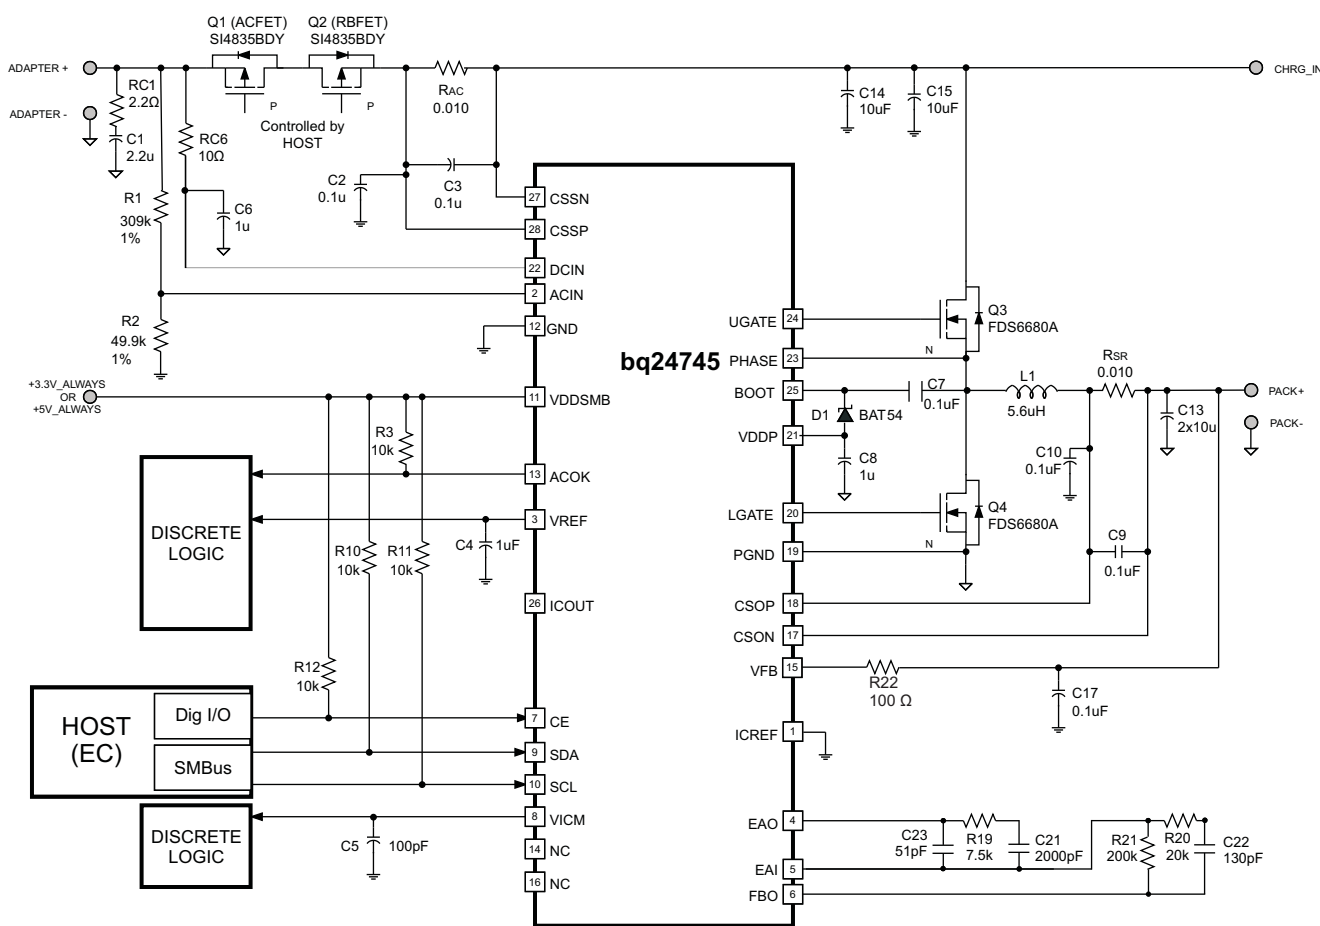 Q1 (ACFET)
SI4835BDY
Q2 (RBFET)
SI4835BDY
ADAPTER +
ADAPTER -
RC1
2.2Ω
C1
2.2u
RC6
10Ω
P
P
Controlled by
HOST
RAC
0.010
C14
10uF
C15
10uF
CHRG_IN
C2
0.1u
C3
0.1u
R1
309k
1%
C6
1u
R2
49.9k
1%
27 CSSN
28 CSSP
22 DCIN
2 ACIN
12 GND
bq24745
UGATE 24
PHASE 23
BOOT 25
VDDP 21
LGATE 20
PGND 19
CSOP 18
CSON 17
VFB 15
ICREF 1
EAO 4
EAI 5
FBO 6
Q3
FDS6680A
N
C7
0.1uF
D1
BAT54
C8
1u
L1
5.6uH
RSR
0.010
PACK+
PACK-
C13
2x10u
C10
0.1uF
Q4
FDS6680A
N
C9
0.1uF
R22
100 Ω
C17
0.1uF
C23
51pF
R19
7.5k
C21
2000pF
R21
200k
R20
20k
C22
130pF
+3.3V_ALWAYS
OR
+5V_ALWAYS
11 VDDSMB
R3
10k
13 ACOK
3 VREF
DISCRETE
LOGIC
C4
1uF
R10
10k
R11
10k
26 ICOUT
R12
10k
HOST
(EC)
Dig I/O
SMBus
7 CE
9 SDA
10 SCL
8 VICM
14 NC
16 NC
DISCRETE
LOGIC
C5
100pF